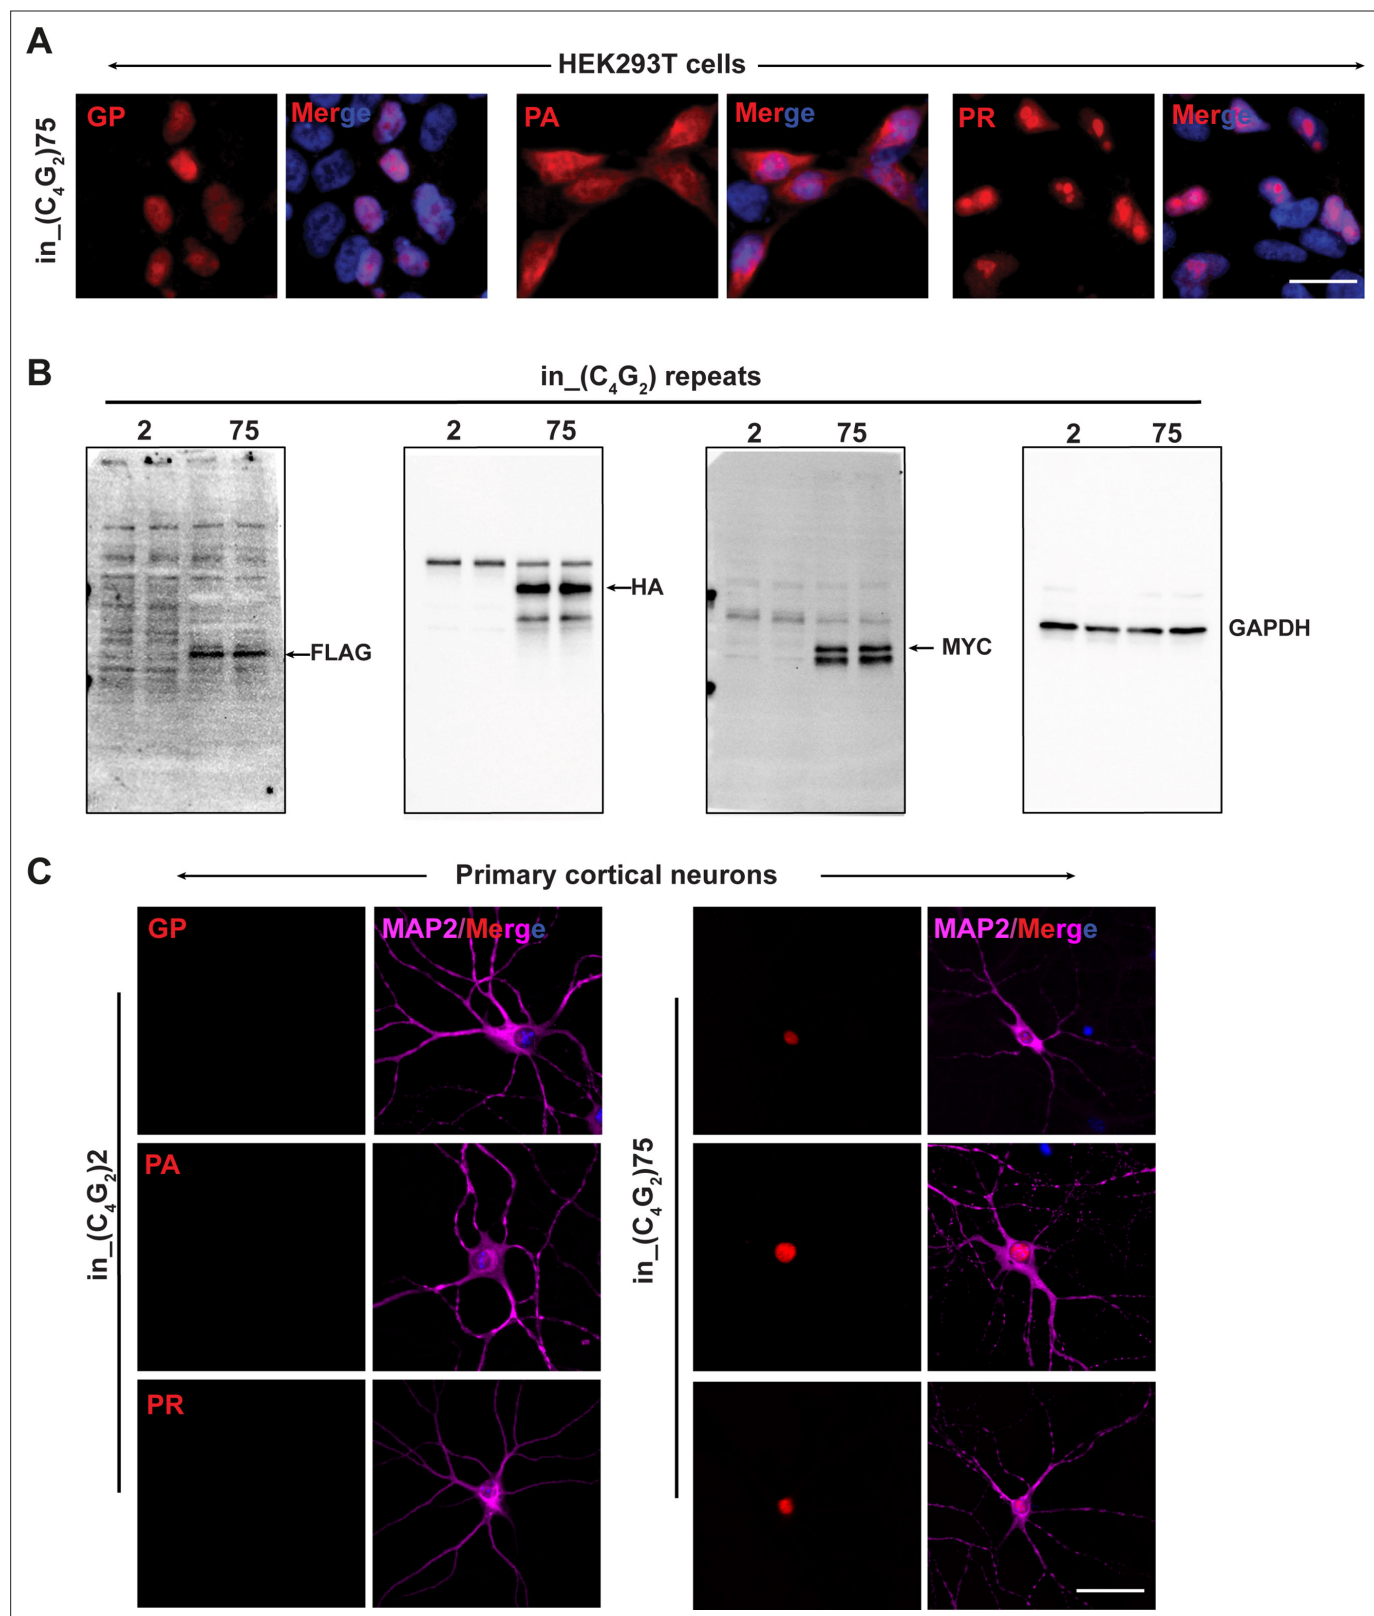 A
HEK293T cells
in_(C₄G₂)75
GP
Merge
PA
Merge
PR
Merge
B
in_(C₄G₂) repeats
2 75
2 75
2 75
2 75
FLAG
HA
MYC
GAPDH
C
Primary cortical neurons
in_(C₄G₂)2
GP
MAP2/Merge
in_(C₄G₂)75
MAP2/Merge
PA
PR